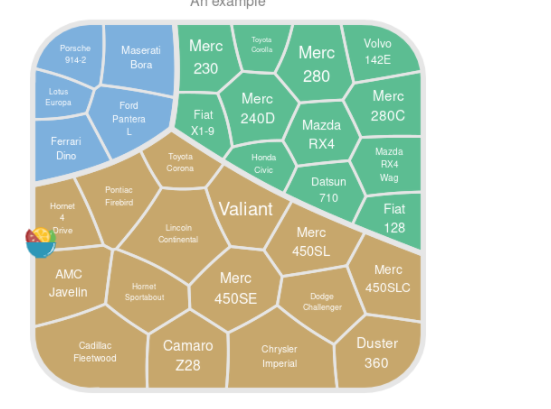 An example
Porsche
914-2
Maserati
Bora
Lotus
Europa
Ford
Pantera
L
Ferrari
Dino
Merc
230
Toyota
Corolla
Merc
280
Volvo
142E
Fiat
X1-9
Merc
240D
Merc
280C
Mazda
RX4
Honda
Civic
Mazda
RX4
Wag
Datsun
710
Fiat
128
Toyota
Corona
Hornet
4
Drive
Pontiac
Firebird
Lincoln
Continental
Valiant
Merc
450SL
AMC
Javelin
Hornet
Sportabout
Merc
450SE
Dodge
Challenger
Merc
450SLC
Cadillac
Fleetwood
Camaro
Z28
Chrysler
Imperial
Duster
360